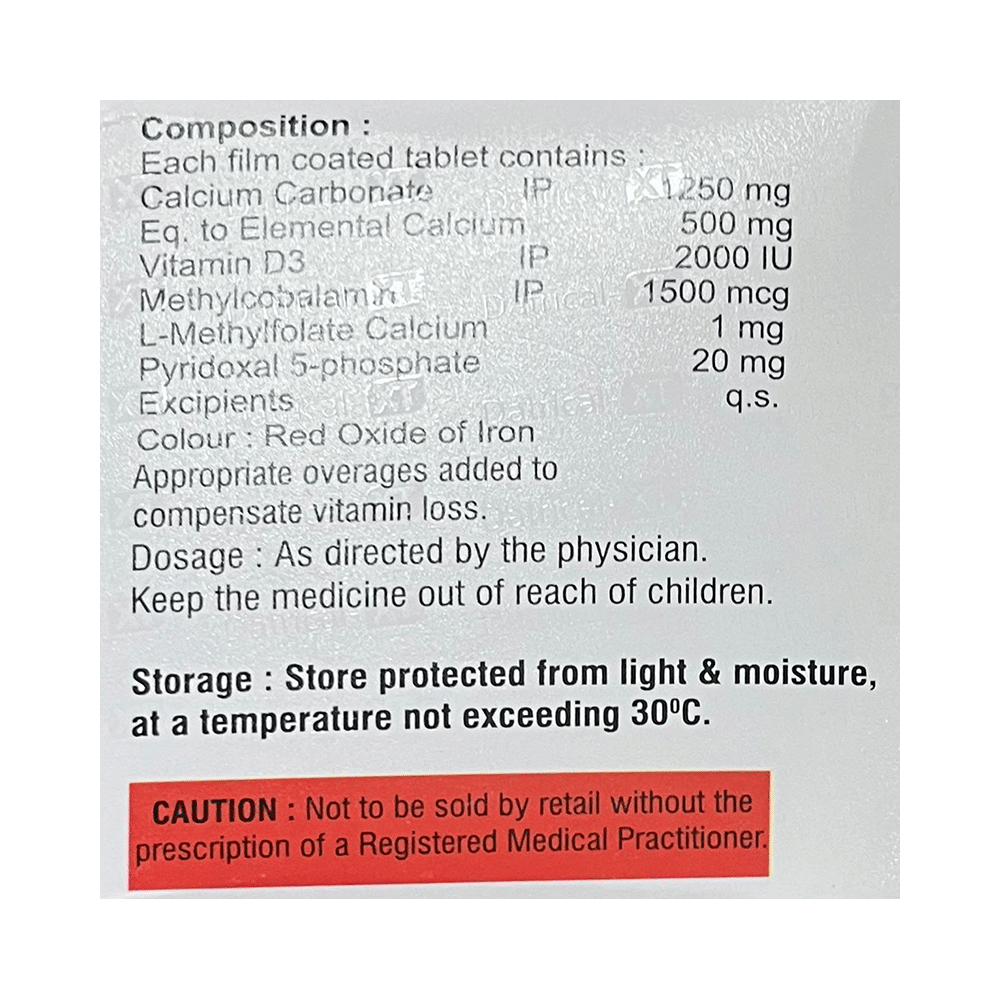 Composition :
Each film coated tablet contains :
Calcium Carbonate IP 1250 mg
Eq. to Elemental Calcium 500 mg
Vitamin D3 IP 2000 IU
Methylcobalamin IP 1500 mcg
L-Methylfolate Calcium 1 mg
Pyridoxal 5-phosphate 20 mg
Excipients q.s.
Colour : Red Oxide of Iron
Appropriate overages added to
compensate vitamin loss.
Dosage : As directed by the physician.
Keep the medicine out of reach of children.
Storage : Store protected from light & moisture,
at a temperature not exceeding 30⁰C.
CAUTION : Not to be sold by retail without the
prescription of a Registered Medical Practitioner.